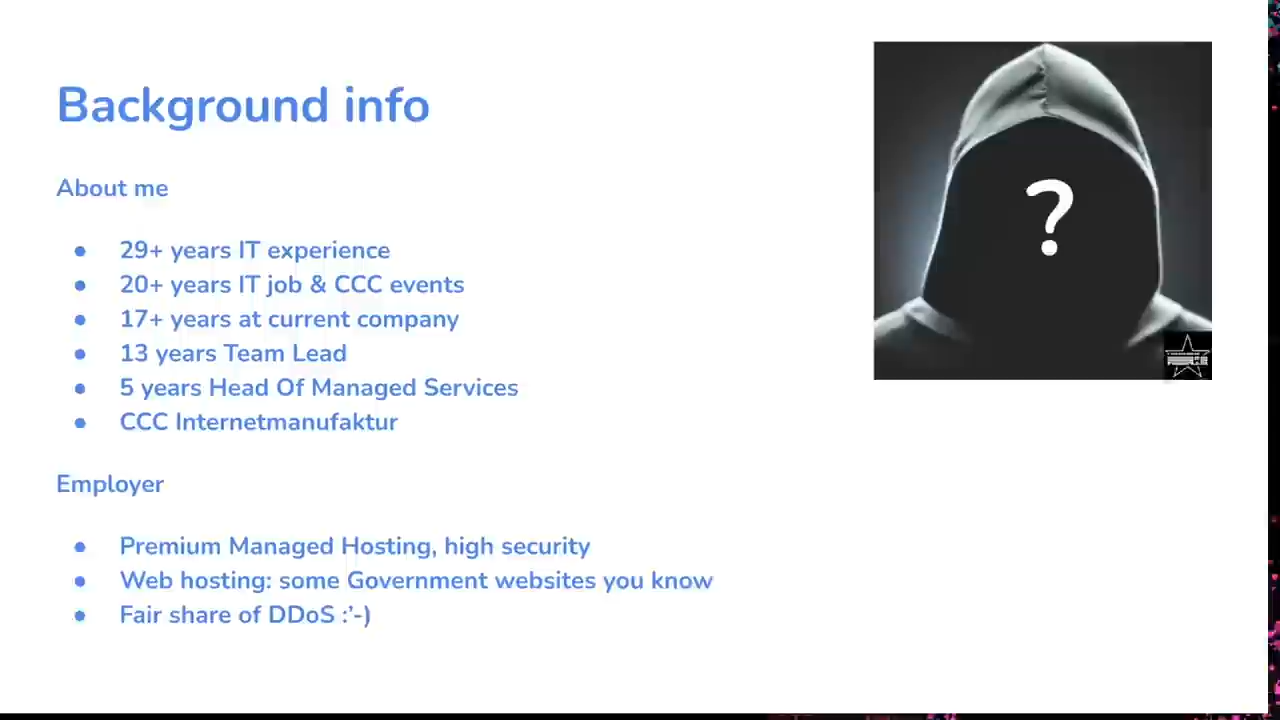 Background info
About me
● 29+ years IT experience
● 20+ years IT job & CCC events
● 17+ years at current company
● 13 years Team Lead
● 5 years Head Of Managed Services
● CCC Internetmanufaktur
Employer
● Premium Managed Hosting, high security
● Web hosting: some Government websites you know
● Fair share of DDoS :’-)
?